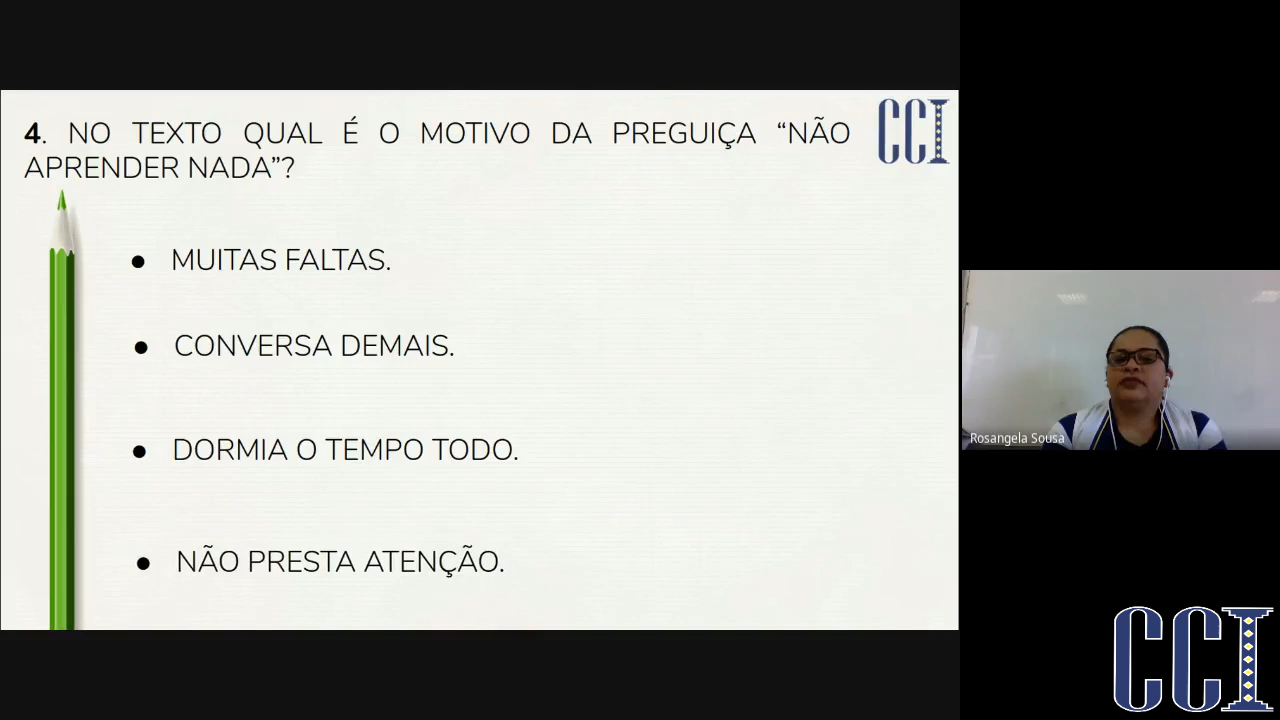 4. NO TEXTO QUAL É O MOTIVO DA PREGUIÇA “NÃO
APRENDER NADA”?
CCI
● MUITAS FALTAS.
● CONVERSA DEMAIS.
● DORMIA O TEMPO TODO.
● NÃO PRESTA ATENÇÃO.
Rosangela Sousa
CCI